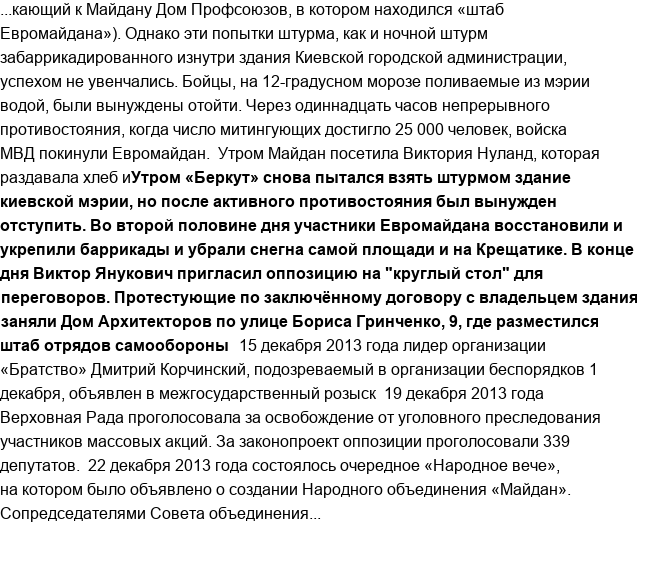 ...кающий к Майдану Дом Профсоюзов, в котором находился «штаб
Евромайдана»). Однако эти попытки штурма, как и ночной штурм
забаррикадированного изнутри здания Киевской городской администрации,
успехом не увенчались. Бойцы, на 12-градусном морозе поливаемые из мэрии
водой, были вынуждены отойти. Через одиннадцать часов непрерывного
противостояния, когда число митингующих достигло 25 000 человек, войска
МВД покинули Евромайдан.  Утром Майдан посетила Виктория Нуланд, которая
раздавала хлеб иУтром «Беркут» снова пытался взять штурмом здание
киевской мэрии, но после активного противостояния был вынужден
отступить. Во второй половине дня участники Евромайдана восстановили и
укрепили баррикады и убрали снегна самой площади и на Крещатике. В конце
дня Виктор Янукович пригласил оппозицию на "круглый стол" для
переговоров. Протестующие по заключённому договору с владельцем здания
заняли Дом Архитекторов по улице Бориса Гринченко, 9, где разместился
штаб отрядов самообороны  15 декабря 2013 года лидер организации
«Братство» Дмитрий Корчинский, подозреваемый в организации беспорядков 1
декабря, объявлен в межгосударственный розыск  19 декабря 2013 года
Верховная Рада проголосовала за освобождение от уголовного преследования
участников массовых акций. За законопроект оппозиции проголосовали 339
депутатов.  22 декабря 2013 года состоялось очередное «Народное вече»,
на котором было объявлено о создании Народного объединения «Майдан».
Сопредседателями Совета объединения...